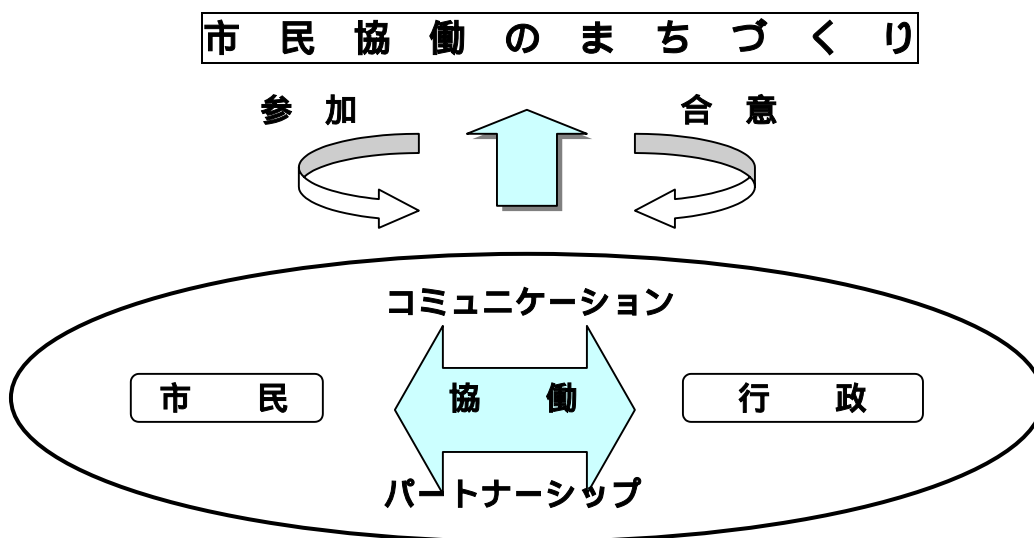 市民協働のまちづくり
参加
合意
コミュニケーション
市民
協働
行政
パートナーシップ